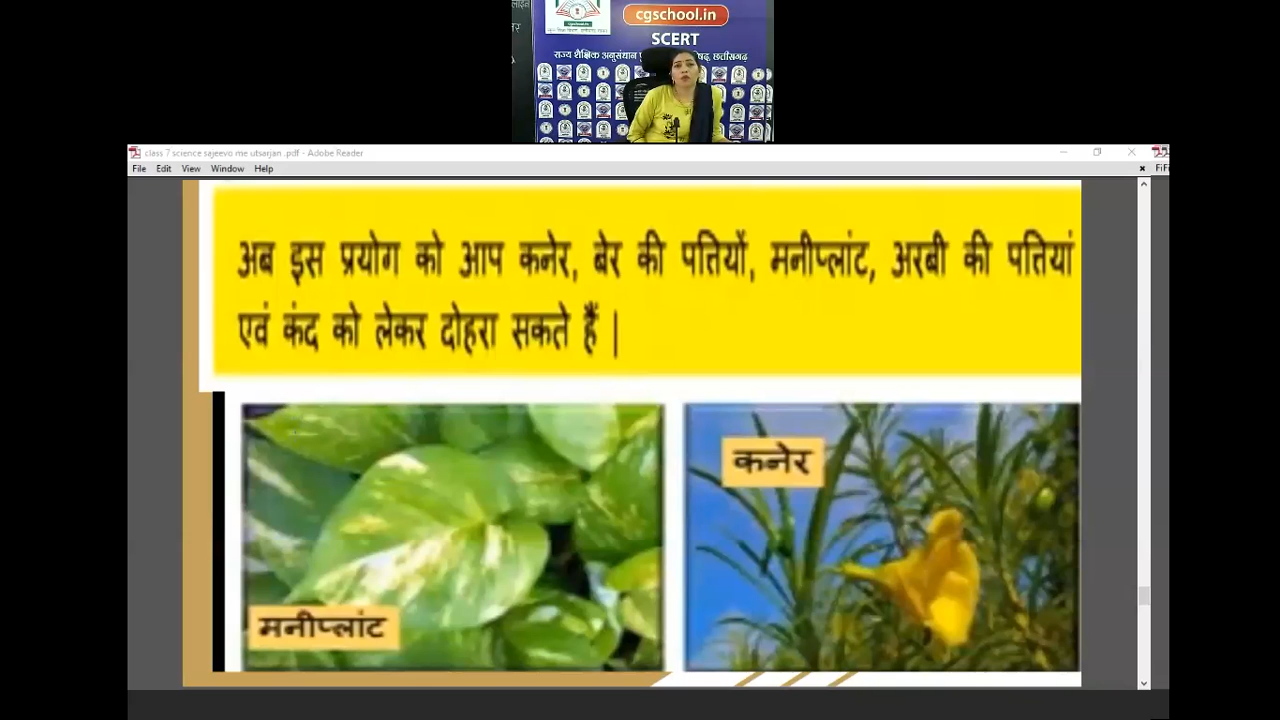 cgschool.in
SCERT
class 7 science sajeevo me utsarjan .pdf - Adobe Reader
File Edit View Window Help
अब इस प्रयोग को आप कनेर, बेर की पत्तियों, मनीप्लांट, अरबी की पत्तियां
एवं कंद को लेकर दोहरा सकते हैं |
कनेर
मनीप्लांट